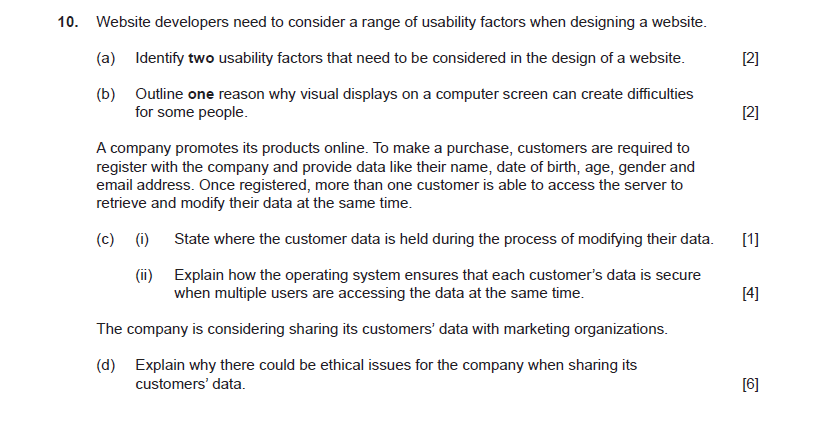 10. Website developers need to consider a range of usability factors when designing a website.
(a) Identify two usability factors that need to be considered in the design of a website. [2]
(b) Outline one reason why visual displays on a computer screen can create difficulties
for some people. [2]
A company promotes its products online. To make a purchase, customers are required to
register with the company and provide data like their name, date of birth, age, gender and
email address. Once registered, more than one customer is able to access the server to
retrieve and modify their data at the same time.
(c) (i) State where the customer data is held during the process of modifying their data. [1]
(ii) Explain how the operating system ensures that each customer's data is secure
when multiple users are accessing the data at the same time. [4]
The company is considering sharing its customers' data with marketing organizations.
(d) Explain why there could be ethical issues for the company when sharing its
customers' data. [6]